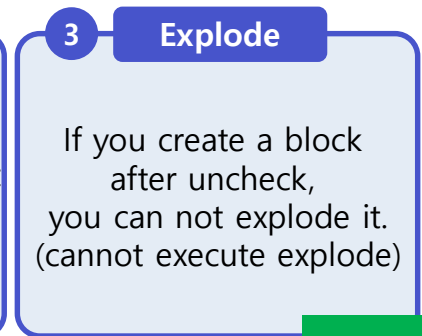 3
Explode
If you create a block
after uncheck,
you can not explode it.
(cannot execute explode)